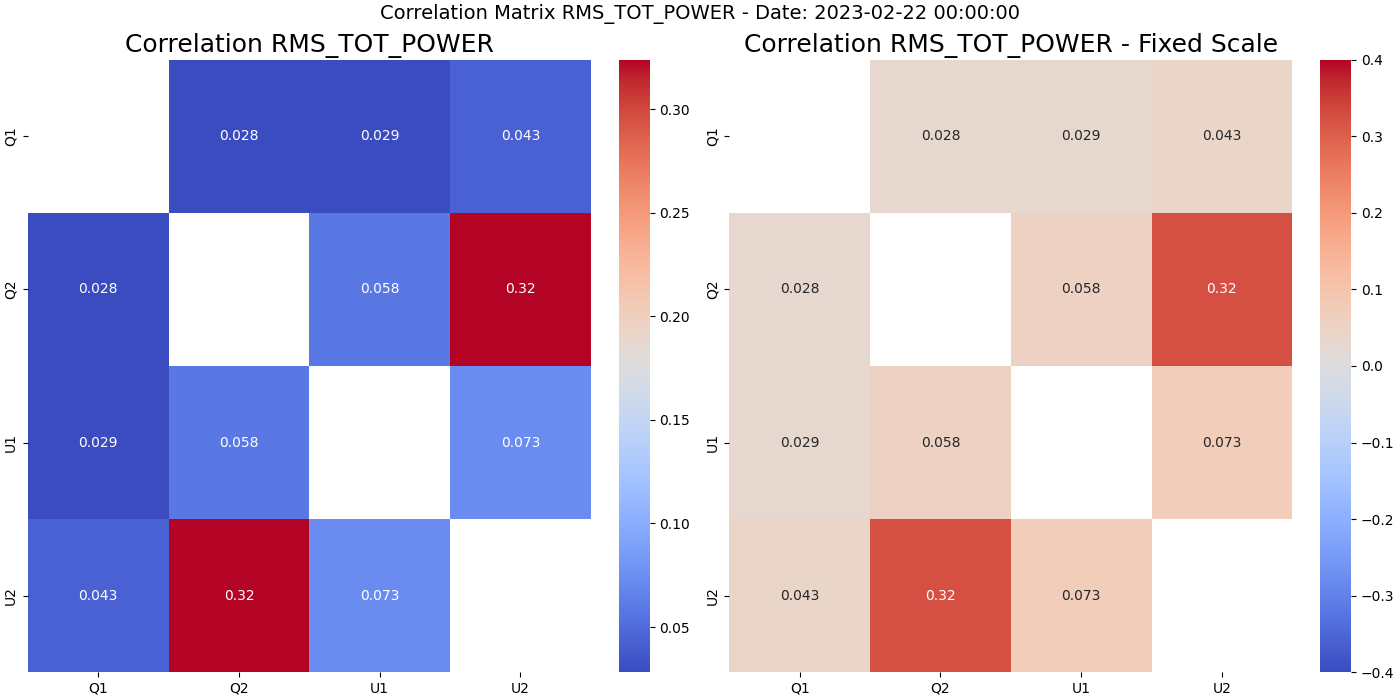 Correlation Matrix RMS_TOT_POWER - Date: 2023-02-22 00:00:00
Correlation RMS_TOT_POWER
Q1
0.028 0.029 0.043
Q2
0.028 0.058 0.32
U1
0.029 0.058 0.073
U2
0.043 0.32 0.073
Q1 Q2 U1 U2
0.30
0.25
0.20
0.15
0.10
0.05
Correlation RMS_TOT_POWER - Fixed Scale
Q1
0.028 0.029 0.043
Q2
0.028 0.058 0.32
U1
0.029 0.058 0.073
U2
0.043 0.32 0.073
Q1 Q2 U1 U2
0.4
0.3
0.2
0.1
0.0
−0.1
−0.2
−0.3
−0.4